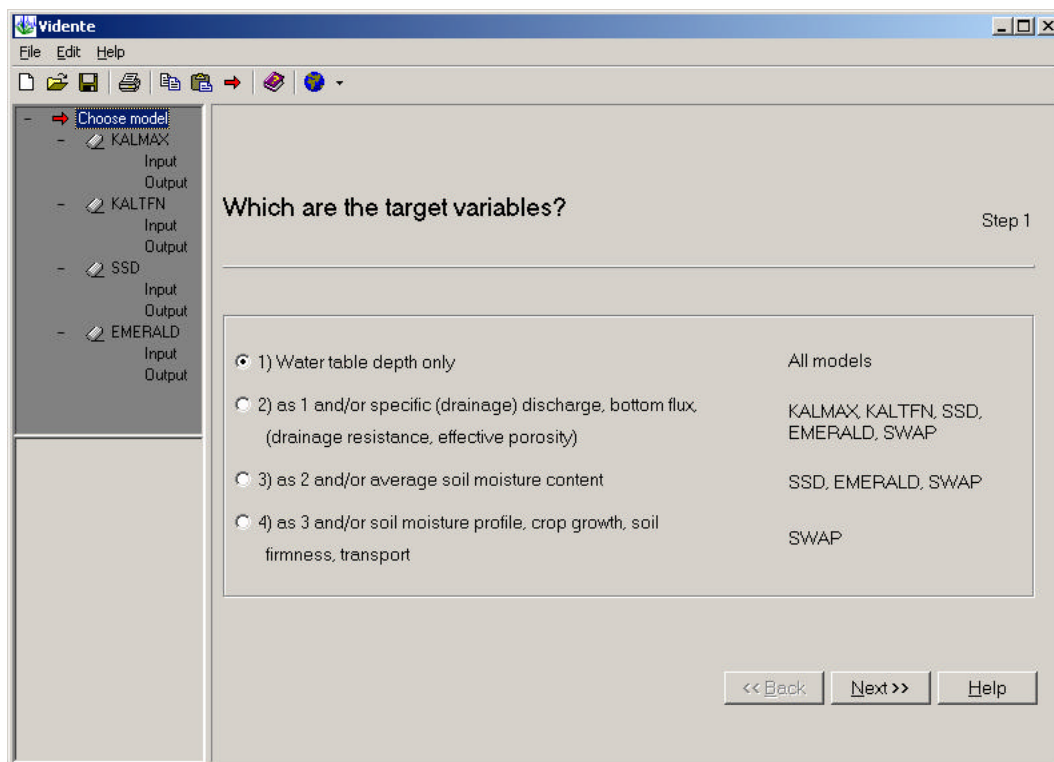 Vidente
File Edit Help
Choose model
KALMAX
Input
Output
KALTFN
Input
Output
SSD
Input
Output
EMERALD
Input
Output
Which are the target variables?
Step 1
1) Water table depth only
All models
2) as 1 and/or specific (drainage) discharge, bottom flux,
(drainage resistance, effective porosity)
KALMAX, KALTFN, SSD,
EMERALD, SWAP
3) as 2 and/or average soil moisture content
SSD, EMERALD, SWAP
4) as 3 and/or soil moisture profile, crop growth, soil
firmness, transport
SWAP
<< Back
Next >>
Help